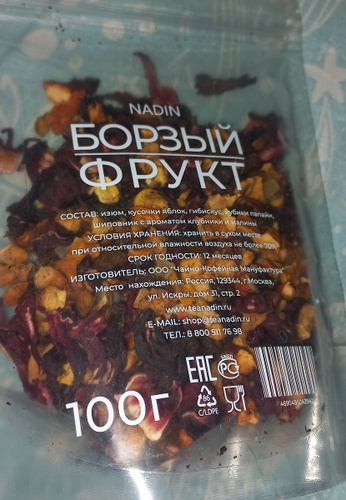 NADIN
БОРЗЫЙ
ФРУКТ
СОСТАВ: изюм, кусочки яблок, гибискус, кубики папайи,
шиповник с ароматом клубники и малины
УСЛОВИЯ ХРАНЕНИЯ: хранить в сухом месте
при относительной влажности воздуха не более 70%
СРОК ГОДНОСТИ: 12 месяцев
ИЗГОТОВИТЕЛЬ: ООО "Чайно-Кофейная Мануфактура"
Место нахождения: Россия, 129344, г.Москва,
ул. Искры, дом 31, стр. 2
www.teanadin.ru
E-MAIL: shop@teanadin.ru
ТЕЛ.: 8 800 511 76 98
EAC
РС
86
C/LDPE
100г